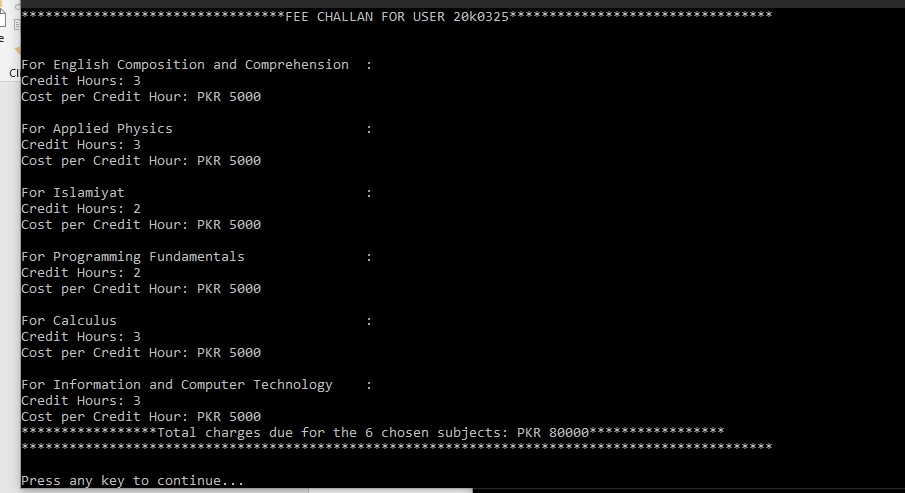 *********************************FEE CHALLAN FOR USER 20k0325*********************************
For English Composition and Comprehension  :
Credit Hours: 3
Cost per Credit Hour: PKR 5000
For Applied Physics                        :
Credit Hours: 3
Cost per Credit Hour: PKR 5000
For Islamiyat                              :
Credit Hours: 2
Cost per Credit Hour: PKR 5000
For Programming Fundamentals               :
Credit Hours: 2
Cost per Credit Hour: PKR 5000
For Calculus                               :
Credit Hours: 3
Cost per Credit Hour: PKR 5000
For Information and Computer Technology    :
Credit Hours: 3
Cost per Credit Hour: PKR 5000
*****************Total charges due for the 6 chosen subjects: PKR 80000*****************
**********************************************************************************************
Press any key to continue...